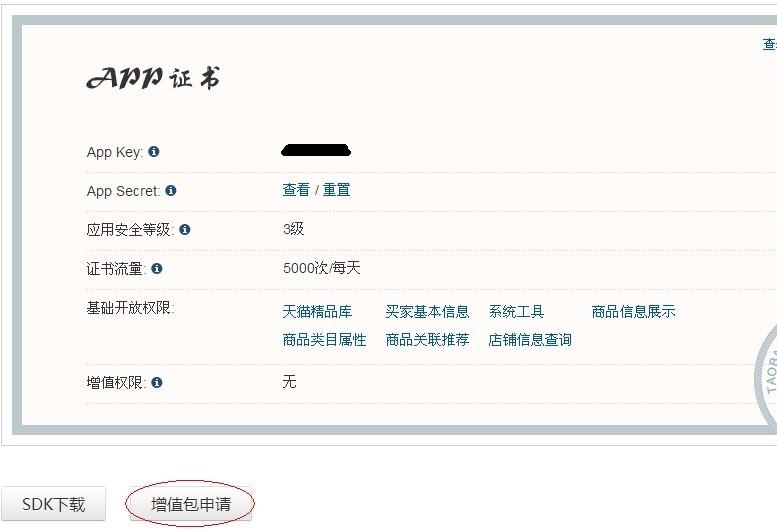 查
APP 证书
App Key:
App Secret: 查看 / 重置
应用安全等级: 3级
证书流量: 5000次/每天
基础开放权限: 天猫精品库 买家基本信息 系统工具 商品信息展示
商品类目属性 商品关联推荐 店铺信息查询
增值权限: 无
TAOBA
SDK下载 增值包申请